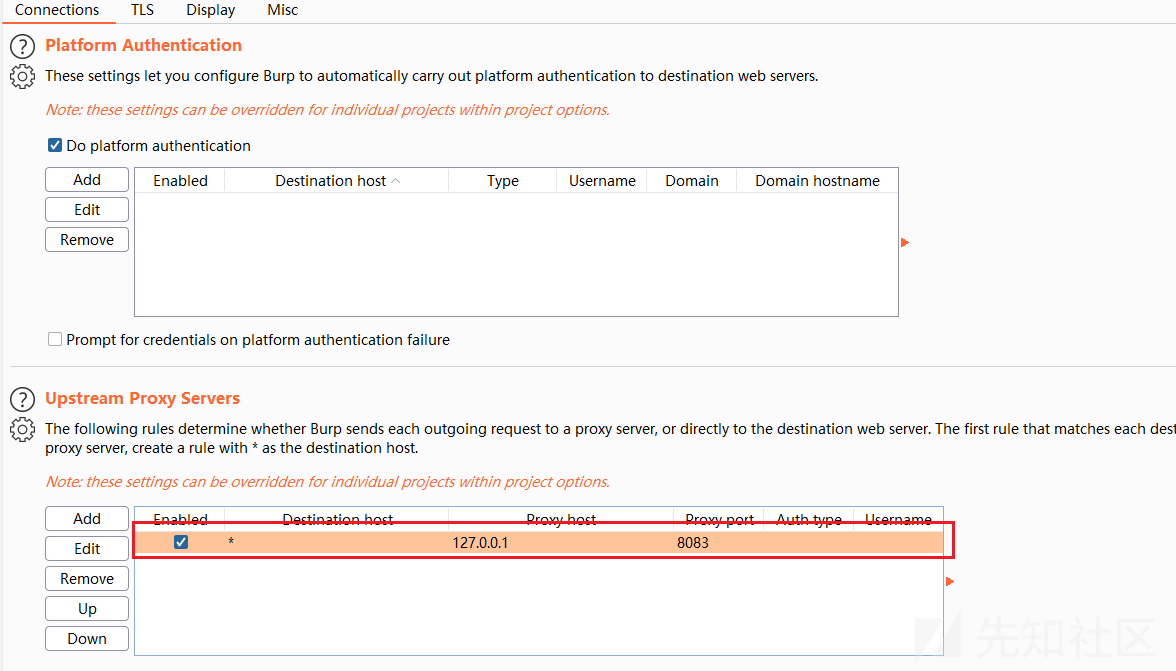 Connections TLS Display Misc
? Platform Authentication
These settings let you configure Burp to automatically carry out platform authentication to destination web servers.
Note: these settings can be overridden for individual projects within project options.
Do platform authentication
Add Enabled Destination host Type Username Domain Domain hostname
Edit
Remove
Prompt for credentials on platform authentication failure
? Upstream Proxy Servers
The following rules determine whether Burp sends each outgoing request to a proxy server, or directly to the destination web server. The first rule that matches each dest
proxy server, create a rule with * as the destination host.
Note: these settings can be overridden for individual projects within project options.
Add Enabled Destination host Proxy host Proxy port Auth type Username
Edit * 127.0.0.1 8083
Remove
Up
Down
先知社区